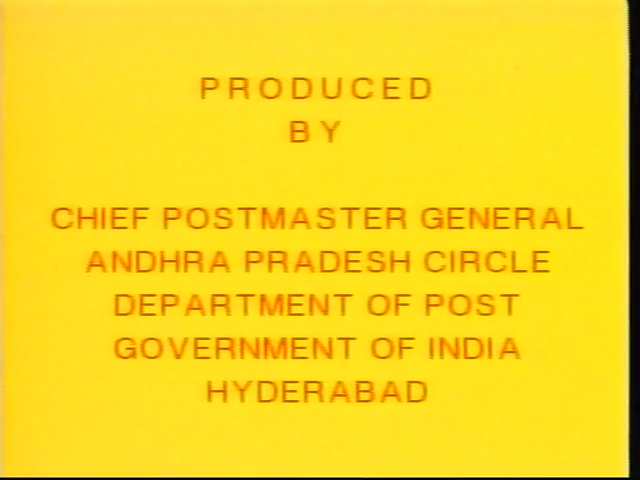 PRODUCED
BY
CHIEF POSTMASTER GENERAL
ANDHRA PRADESH CIRCLE
DEPARTMENT OF POST
GOVERNMENT OF INDIA
HYDERABAD